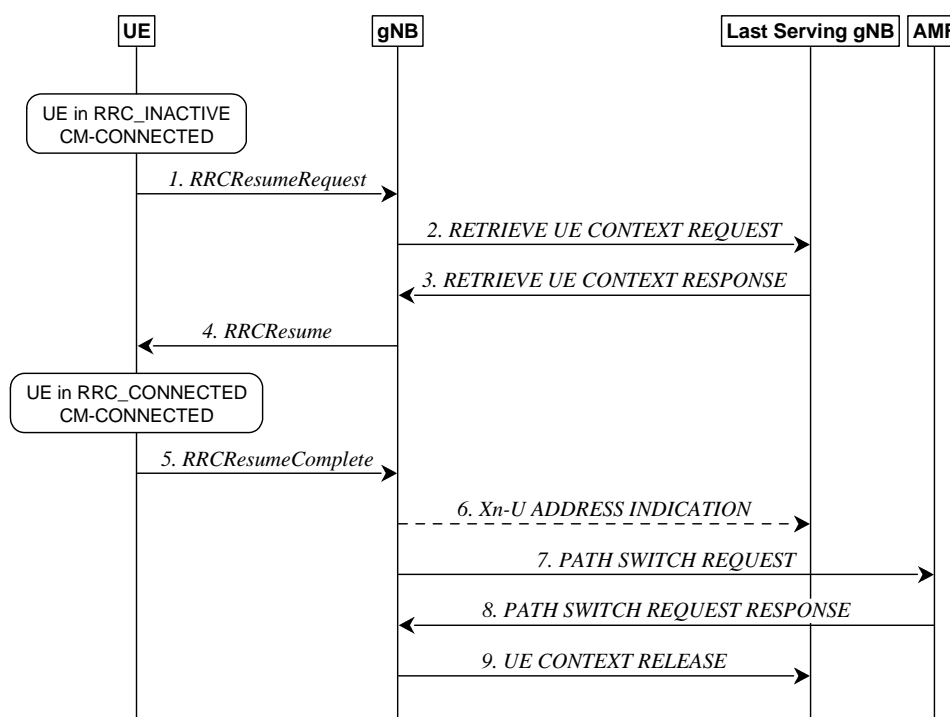 UE
gNB
Last Serving gNB
AMF
UE in RRC_INACTIVE
CM-CONNECTED
1. RRCResumeRequest
2. RETRIEVE UE CONTEXT REQUEST
3. RETRIEVE UE CONTEXT RESPONSE
4. RRCResume
UE in RRC_CONNECTED
CM-CONNECTED
5. RRCResumeComplete
6. Xn-U ADDRESS INDICATION
7. PATH SWITCH REQUEST
8. PATH SWITCH REQUEST RESPONSE
9. UE CONTEXT RELEASE